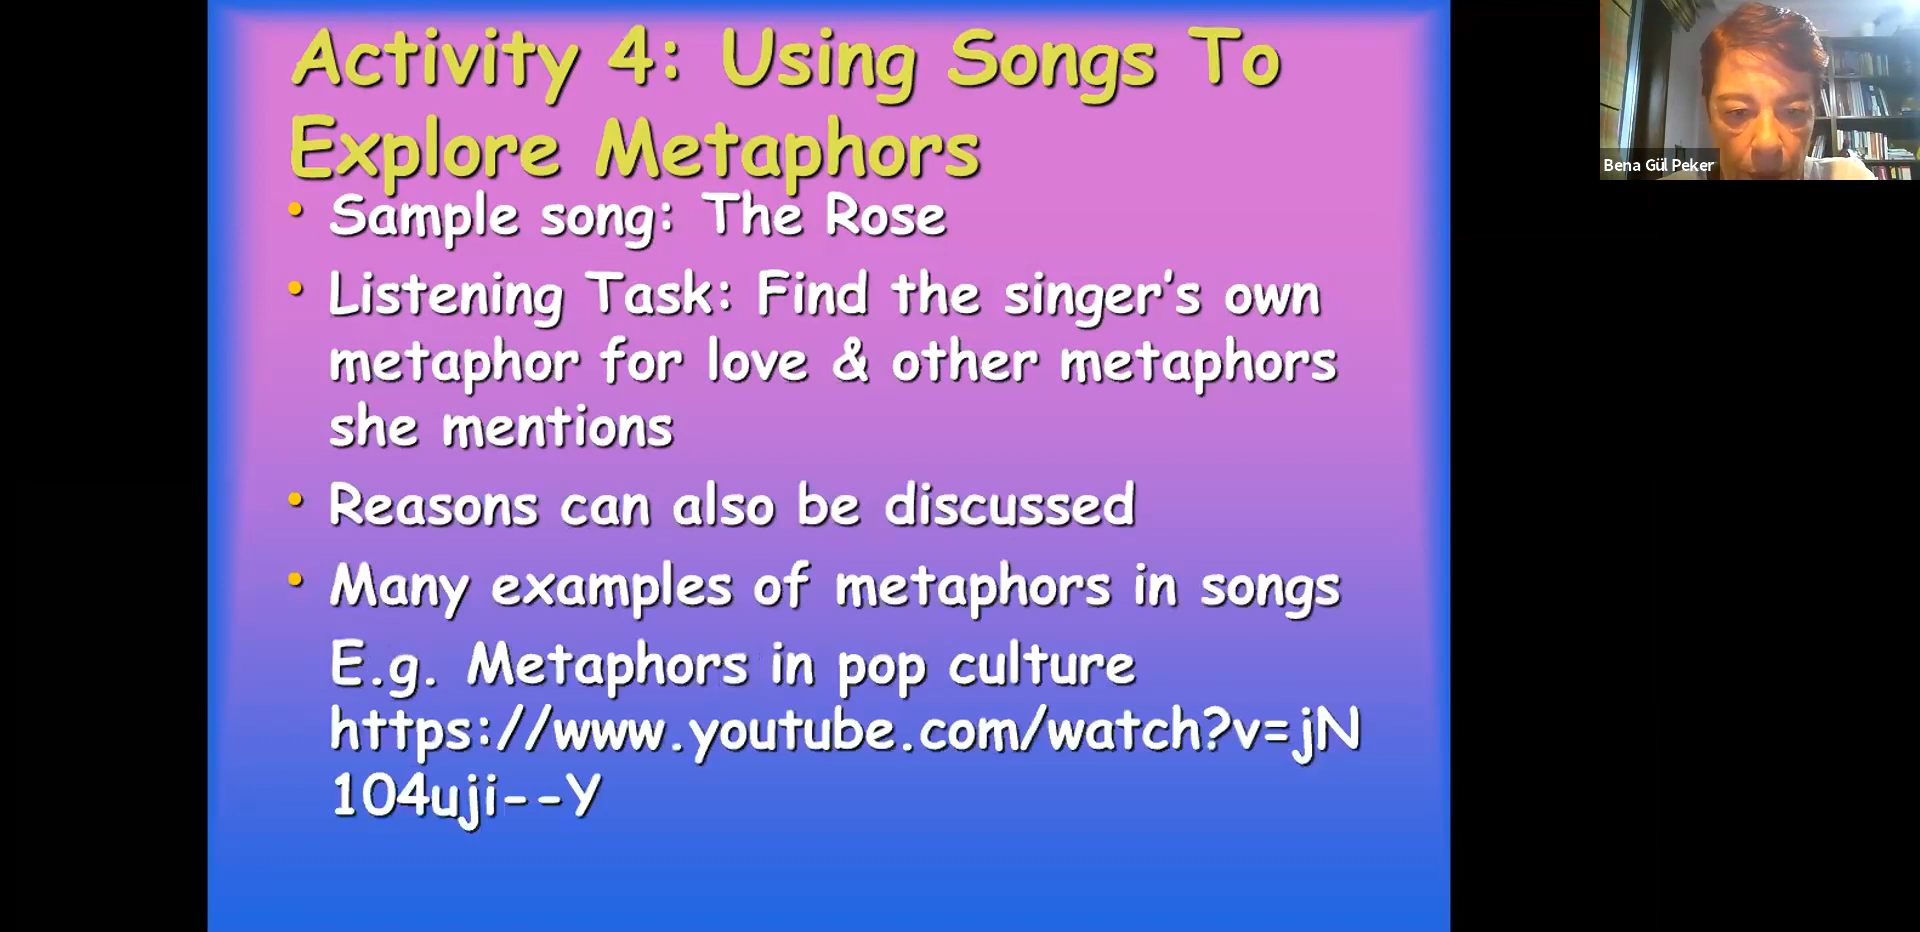 Activity 4: Using Songs To
Explore Metaphors
• Sample song: The Rose
• Listening Task: Find the singer's own
metaphor for love & other metaphors
she mentions
• Reasons can also be discussed
• Many examples of metaphors in songs
E.g. Metaphors in pop culture
https://www.youtube.com/watch?v=jN
104uji--Y
Bena Gül Peker